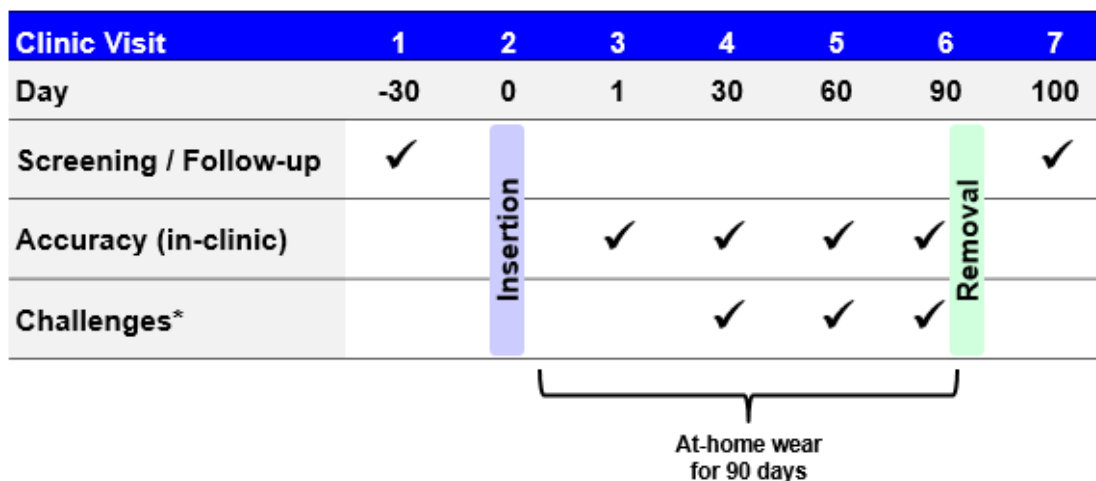 Clinic Visit 1 2 3 4 5 6 7
Day -30 0 1 30 60 90 100
Screening / Follow-up ✓ ✓
Insertion
Removal
Accuracy (in-clinic) ✓ ✓ ✓ ✓
Challenges* ✓ ✓ ✓
At-home wear
for 90 days